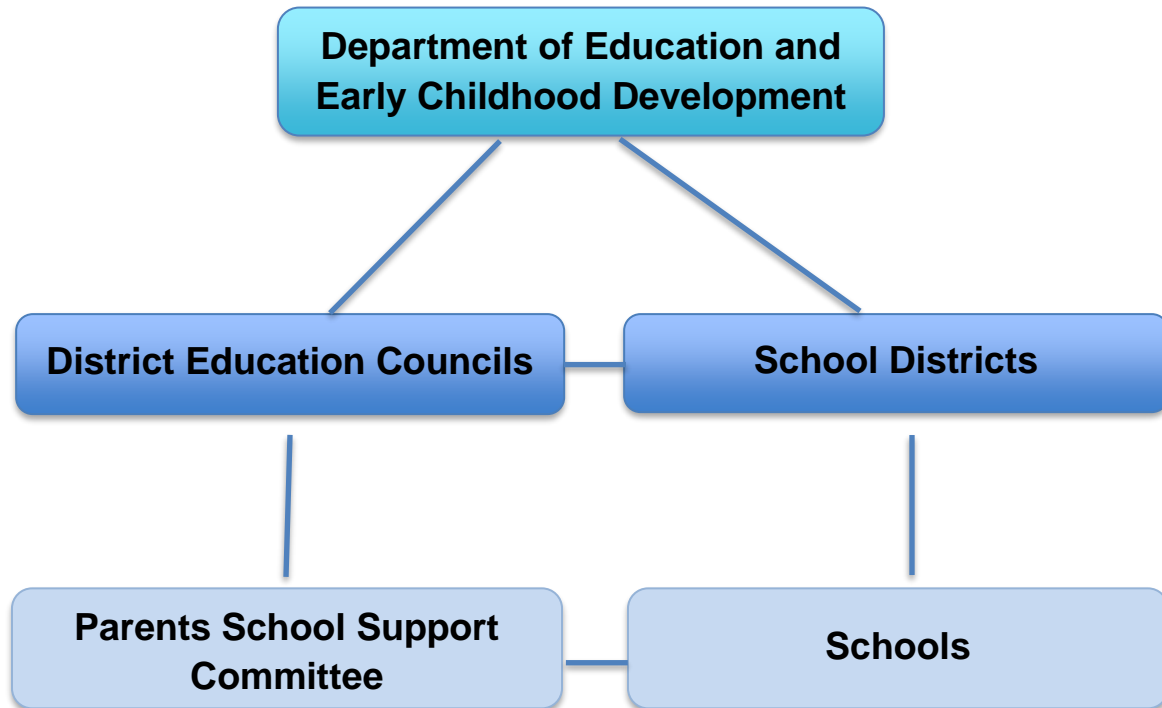 Department of Education and
Early Childhood Development
District Education Councils
School Districts
Parents School Support
Committee
Schools